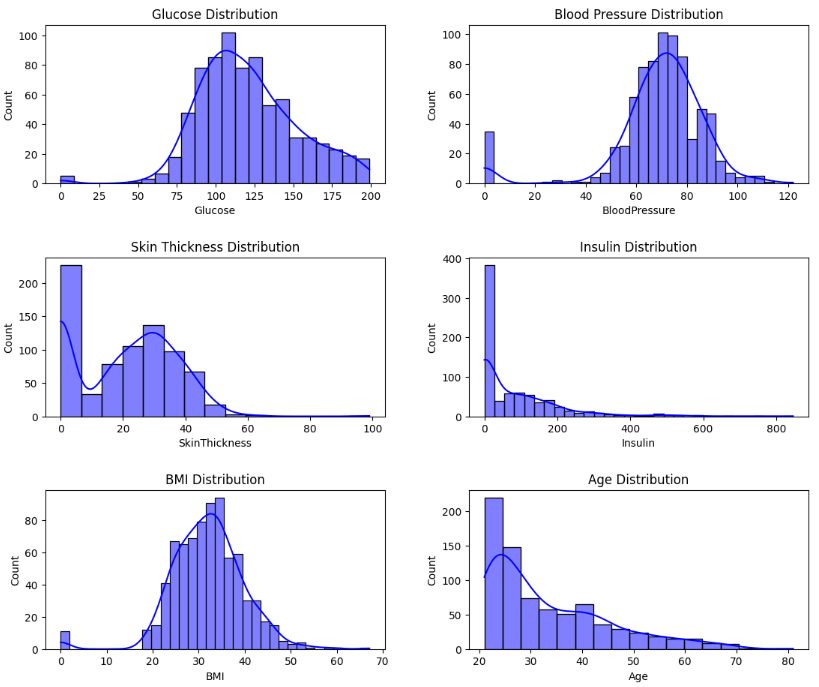 Glucose Distribution
100
80
60
40
20
0
Count
0 25 50 75 100 125 150 175 200
Glucose
Blood Pressure Distribution
100
80
60
40
20
0
Count
0 20 40 60 80 100 120
BloodPressure
Skin Thickness Distribution
200
150
100
50
0
Count
0 20 40 60 80 100
SkinThickness
Insulin Distribution
400
300
200
100
0
Count
0 200 400 600 800
Insulin
BMI Distribution
80
60
40
20
0
Count
0 10 20 30 40 50 60 70
BMI
Age Distribution
200
150
100
50
0
Count
20 30 40 50 60 70 80
Age